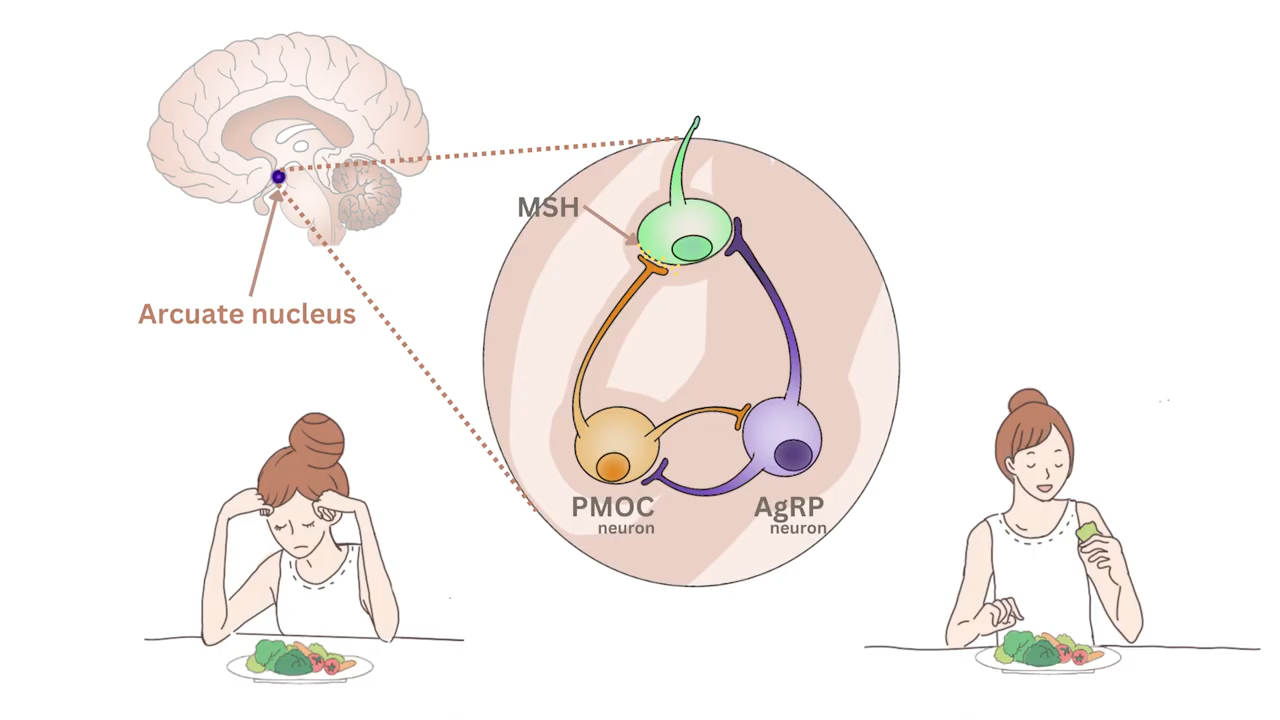 MSH
Arcuate nucleus
PMOC
neuron
AgRP
neuron